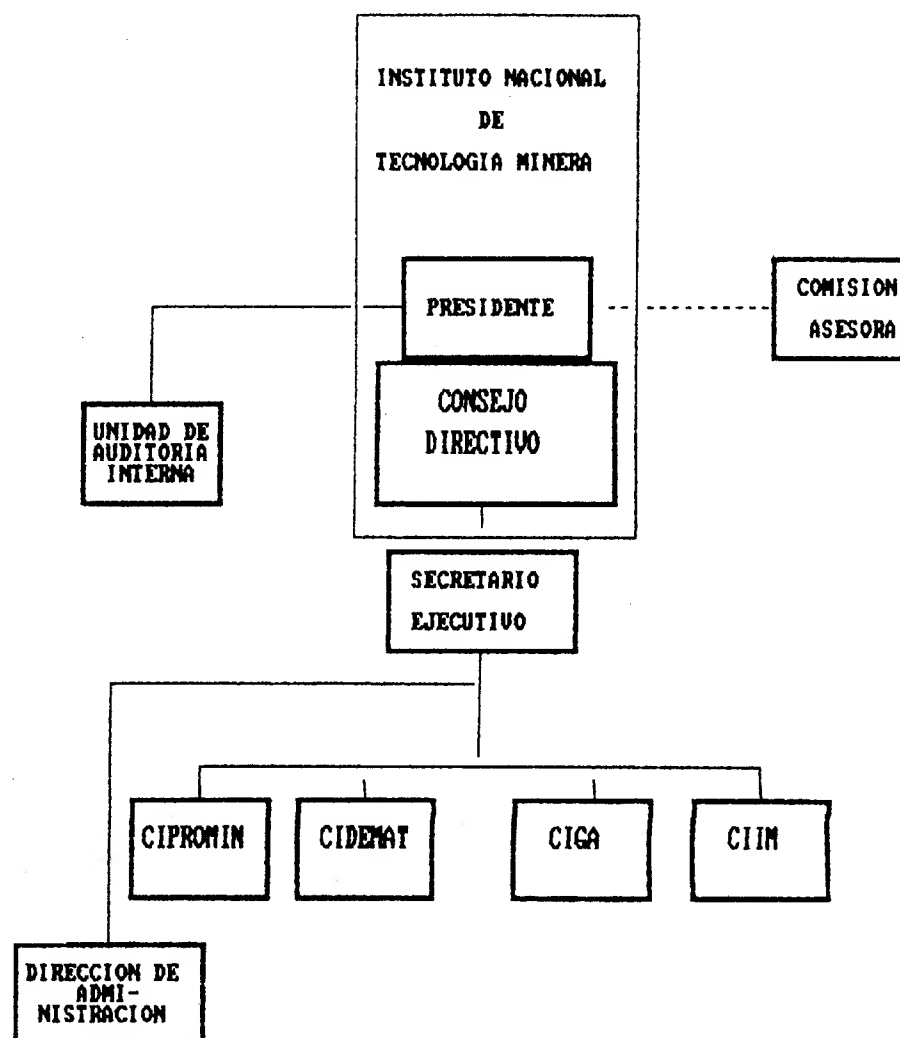 INSTITUTO NACIONAL
DE
TECNOLOGIA MINERA
PRESIDENTE
COMISION
ASESORA
CONSEJO
DIRECTIVO
UNIDAD DE
AUDITORIA
INTERNA
SECRETARIO
EJECUTIVO
CIPROMIN
CIDEMAT
CIGA
CIIM
DIRECCION DE
ADMI-
NISTRACION